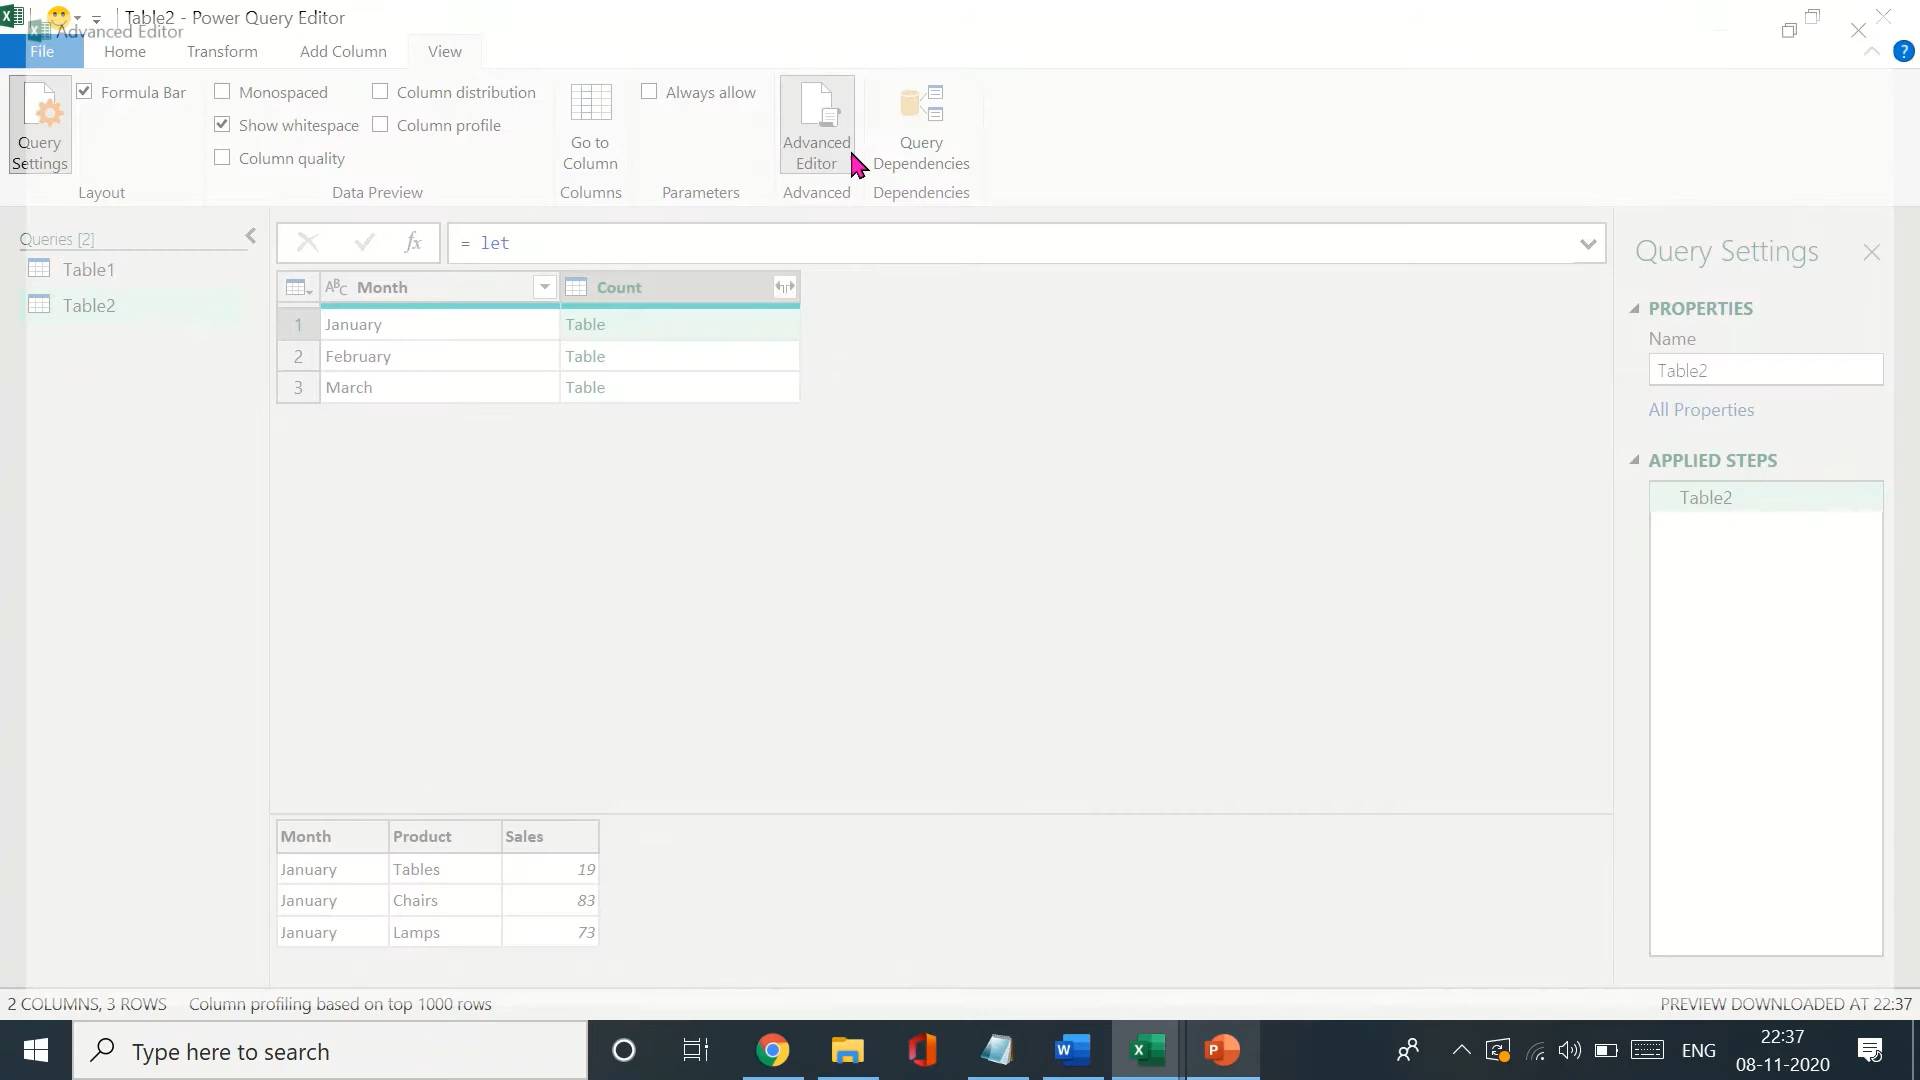 Table2 - Power Query Editor
Advanced Editor
File Home Transform Add Column View
Query Settings
Formula Bar
Layout
Monospaced Column distribution
Show whitespace Column profile
Column quality
Data Preview
Go to Column
Columns
Always allow
Parameters
Advanced Editor
Advanced
Query Dependencies
Dependencies
Queries [2]
Table1
Table2
fx = let
ABC Month Count
1 January Table
2 February Table
3 March Table
Month Product Sales
January Tables 19
January Chairs 83
January Lamps 73
Query Settings
PROPERTIES
Name
Table2
All Properties
APPLIED STEPS
Table2
2 COLUMNS, 3 ROWS Column profiling based on top 1000 rows
PREVIEW DOWNLOADED AT 22:37
Type here to search
ENG
22:37
08-11-2020